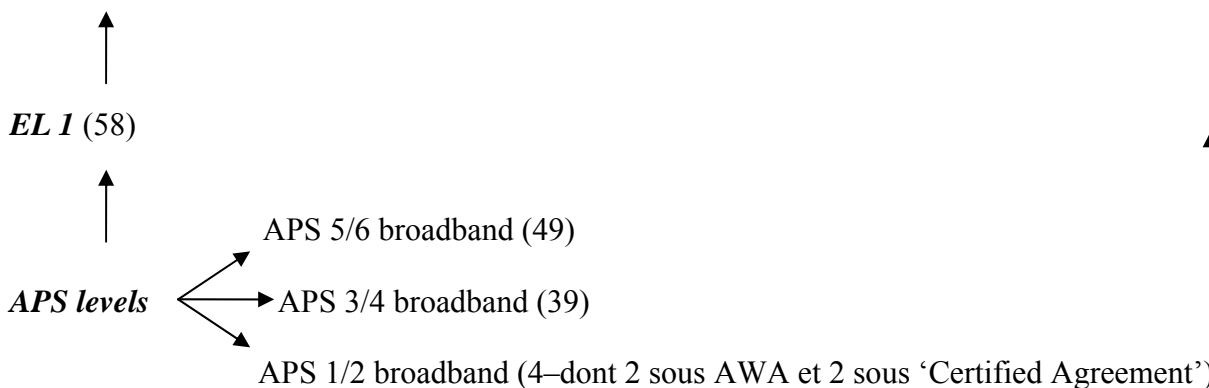 EL 1 (58)
APS 5/6 broadband (49)
APS levels
APS 3/4 broadband (39)
APS 1/2 broadband (4–dont 2 sous AWA et 2 sous ‘Certified Agreement’)